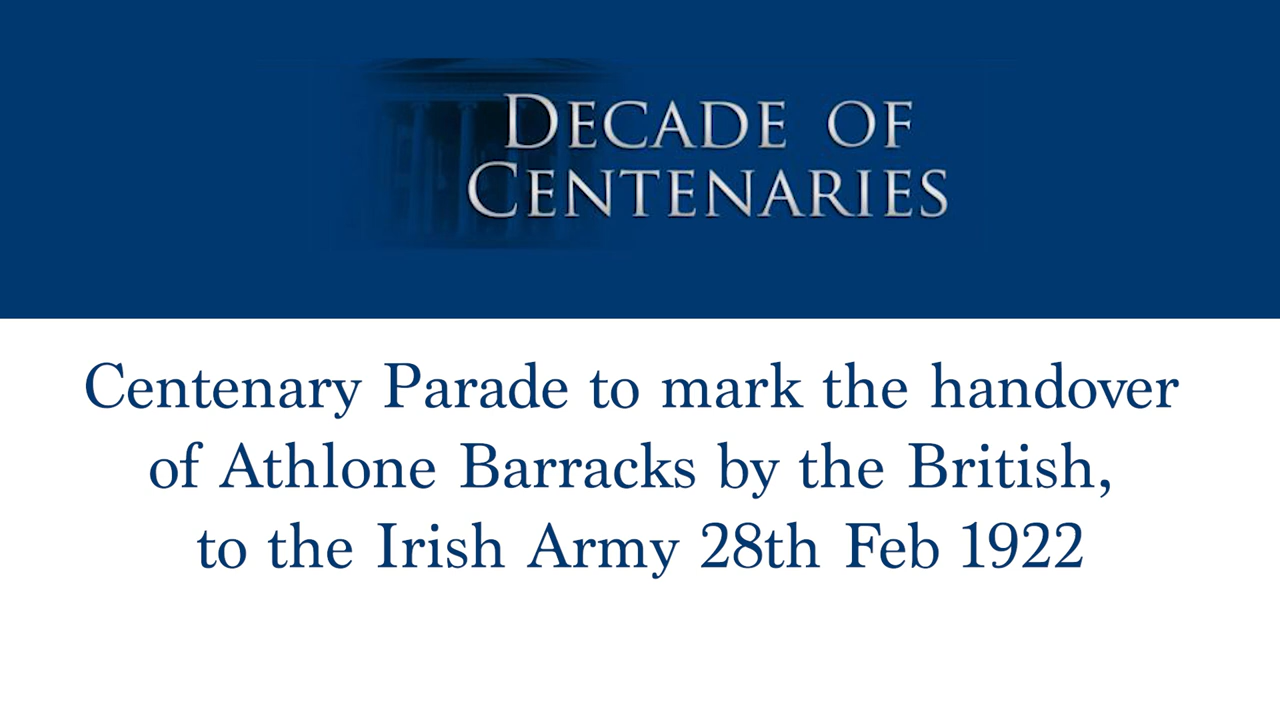 DECADE OF
CENTENARIES
Centenary Parade to mark the handover
of Athlone Barracks by the British,
to the Irish Army 28th Feb 1922